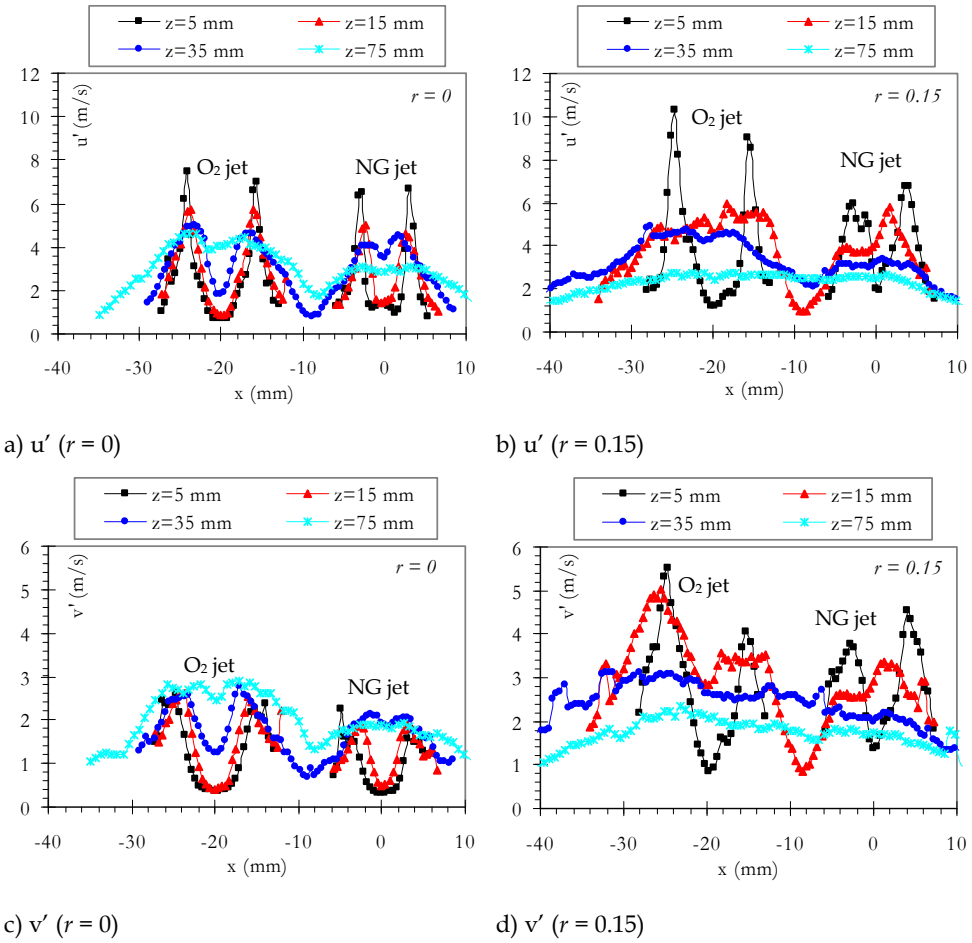 z=5 mm z=15 mm
z=35 mm z=75 mm
12
10
8
6
4
2
0
u' (m/s)
r = 0
O2 jet
NG jet
-40 -30 -20 -10 0 10
x (mm)
a) u' (r = 0)
z=5 mm z=15 mm
z=35 mm z=75 mm
12
10
8
6
4
2
0
u' (m/s)
r = 0.15
O2 jet
NG jet
-40 -30 -20 -10 0 10
x (mm)
b) u' (r = 0.15)
z=5 mm z=15 mm
z=35 mm z=75 mm
6
5
4
3
2
1
0
v' (m/s)
r = 0
O2 jet
NG jet
-40 -30 -20 -10 0 10
x (mm)
c) v' (r = 0)
z=5 mm z=15 mm
z=35 mm z=75 mm
6
5
4
3
2
1
0
v' (m/s)
r = 0.15
O2 jet
NG jet
-40 -30 -20 -10 0 10
x (mm)
d) v' (r = 0.15)